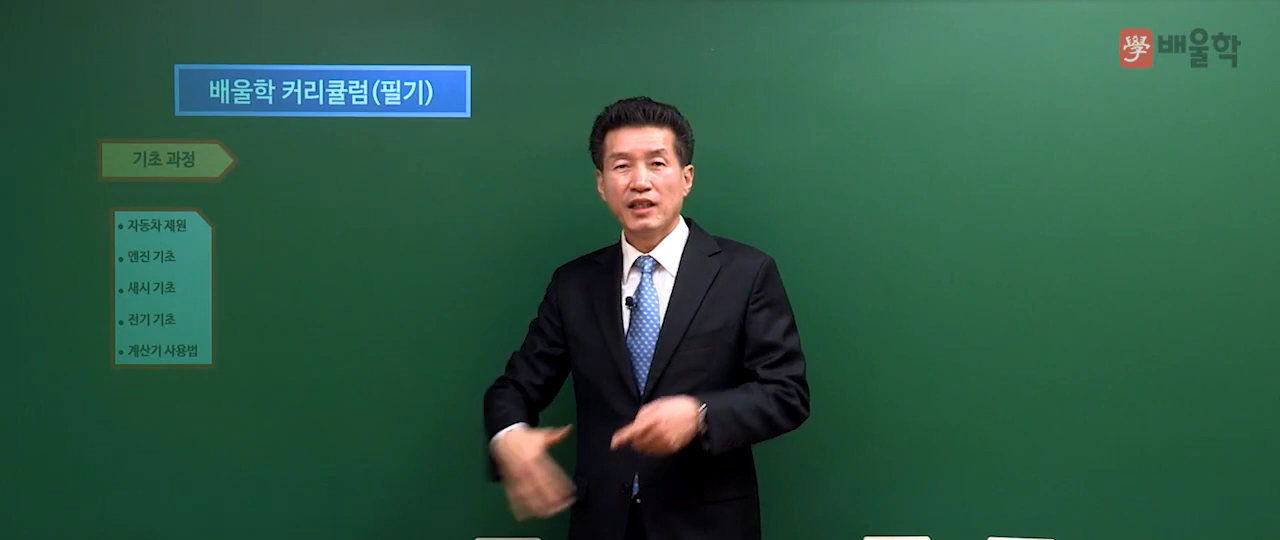 學 배울학
배울학 커리큘럼(필기)
기초 과정
• 자동차 제원
• 엔진 기초
• 섀시 기초
• 전기 기초
• 계산기 사용법